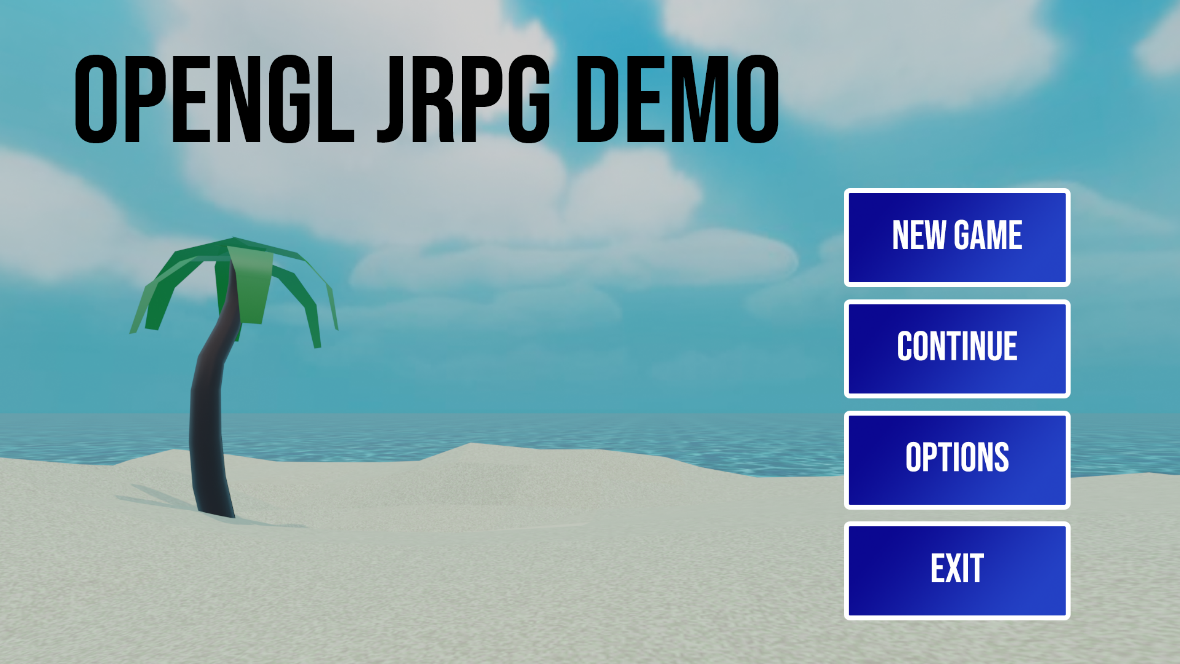 OPENGL JRPG DEMO
NEW GAME
CONTINUE
OPTIONS
EXIT